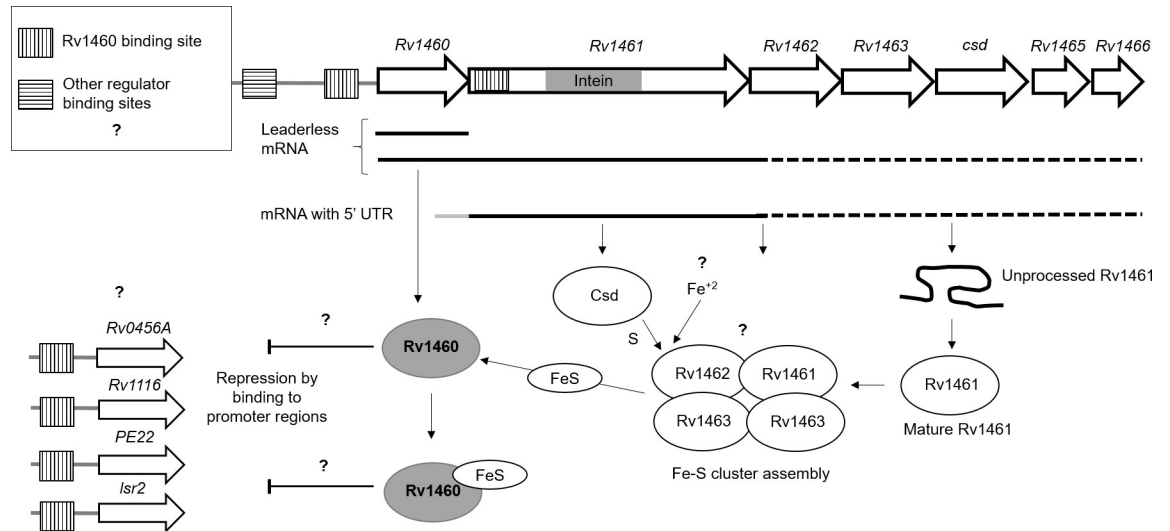 Rv1460 binding site
Other regulator
binding sites
?
Rv1460
Rv1461
Rv1462
Rv1463
csd
Rv1465
Rv1466
Intein
Leaderless
mRNA
mRNA with 5' UTR
?
Rv0456A
Rv1116
PE22
lsr2
?
Repression by
binding to
promoter regions
?
Rv1460
FeS
Rv1460
FeS
Csd
S
?
Fe+2
?
Rv1462
Rv1461
Rv1463
Rv1463
Fe-S cluster assembly
Unprocessed Rv1461
Rv1461
Mature Rv1461